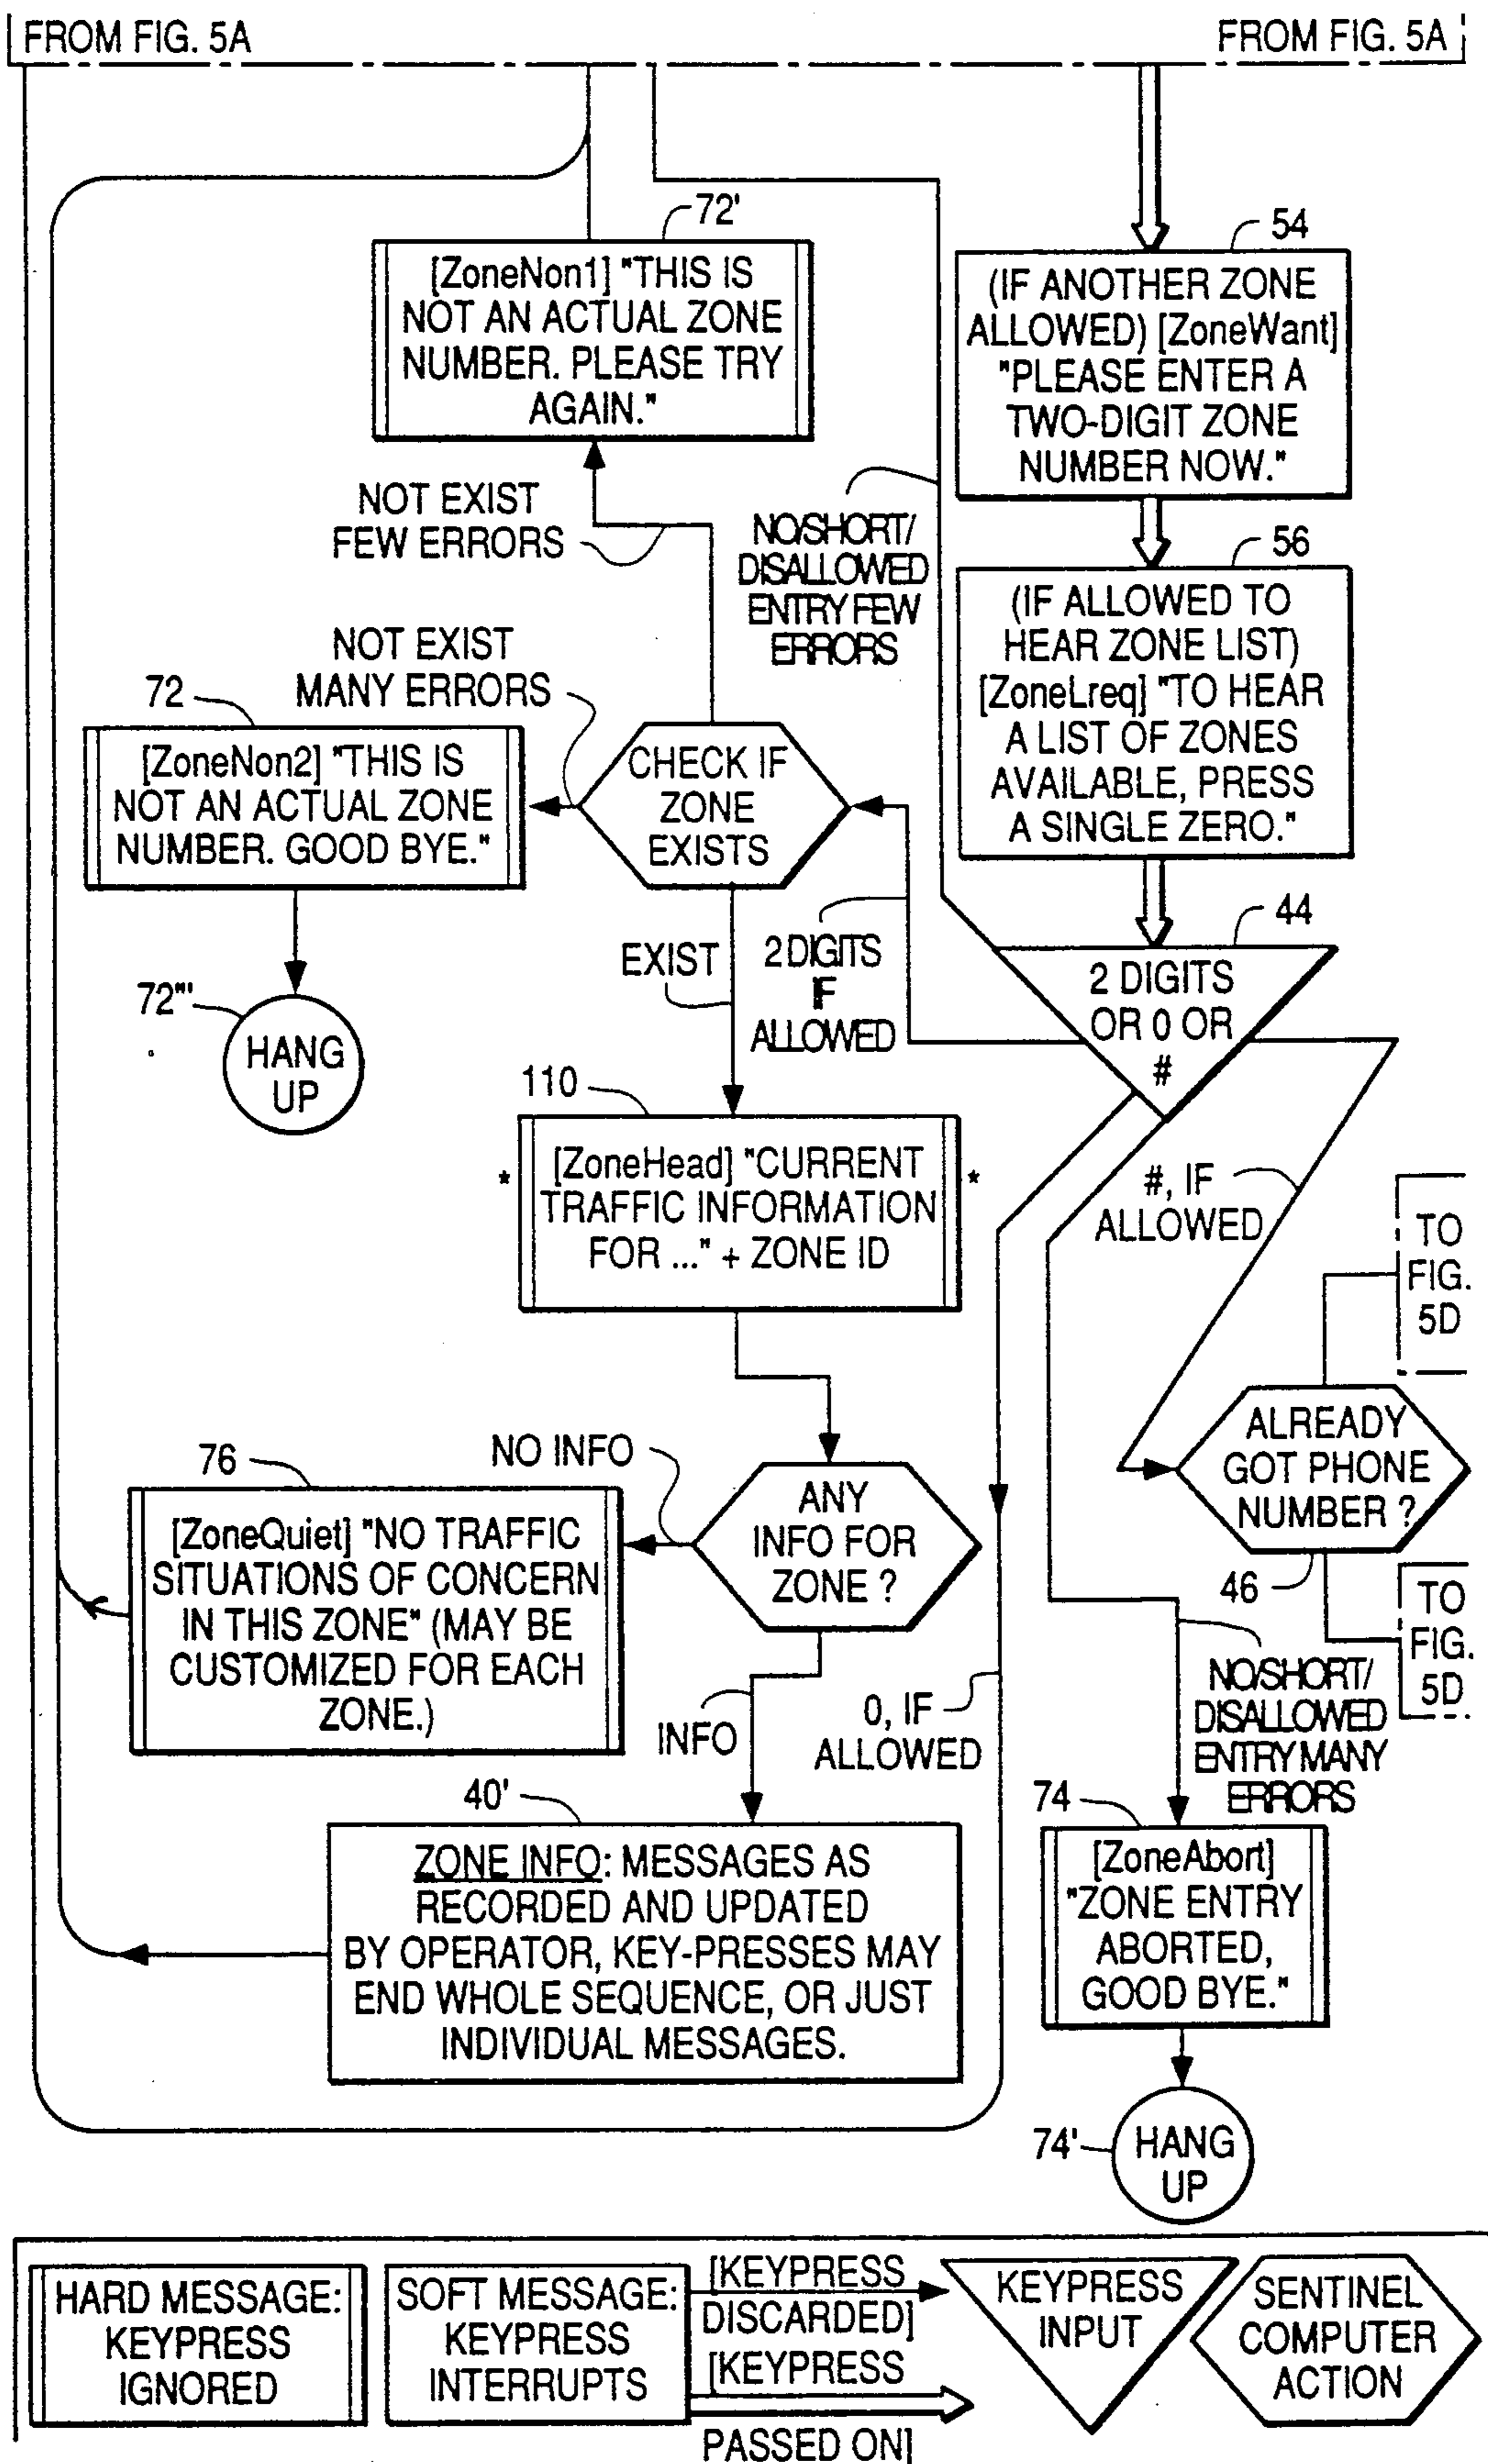 FROM FIG. 5A
FROM FIG. 5A
72'
[ZoneNon1] "THIS IS
NOT AN ACTUAL ZONE
NUMBER. PLEASE TRY
AGAIN."
54
(IF ANOTHER ZONE
ALLOWED) [ZoneWant]
"PLEASE ENTER A
TWO-DIGIT ZONE
NUMBER NOW."
NOT EXIST
FEW ERRORS
NO/SHORT/
DISALLOWED
ENTRY FEW
ERRORS
56
(IF ALLOWED TO
HEAR ZONE LIST)
[ZoneLreq] "TO HEAR
A LIST OF ZONES
AVAILABLE, PRESS
A SINGLE ZERO."
NOT EXIST
MANY ERRORS
72
[ZoneNon2] "THIS IS
NOT AN ACTUAL ZONE
NUMBER. GOOD BYE."
CHECK IF
ZONE
EXISTS
72"'
HANG
UP
EXIST
2 DIGITS
IF
ALLOWED
44
2 DIGITS
OR 0 OR
#
110
* [ZoneHead] "CURRENT *
TRAFFIC INFORMATION
FOR ..." + ZONE ID
#, IF
ALLOWED
TO
FIG.
5D
ALREADY
GOT PHONE
NUMBER ?
46
TO
FIG.
5D
NO INFO
76
[ZoneQuiet] "NO TRAFFIC
SITUATIONS OF CONCERN
IN THIS ZONE" (MAY BE
CUSTOMIZED FOR EACH
ZONE.)
ANY
INFO FOR
ZONE ?
INFO
0, IF
ALLOWED
NO/SHORT/
DISALLOWED
ENTRY MANY
ERRORS
40'
ZONE INFO: MESSAGES AS
RECORDED AND UPDATED
BY OPERATOR, KEY-PRESSES MAY
END WHOLE SEQUENCE, OR JUST
INDIVIDUAL MESSAGES.
74
[ZoneAbort]
"ZONE ENTRY
ABORTED,
GOOD BYE."
74'
HANG
UP
HARD MESSAGE:
KEYPRESS
IGNORED
SOFT MESSAGE:
KEYPRESS
INTERRUPTS
[KEYPRESS
DISCARDED]
[KEYPRESS
PASSED ON]
KEYPRESS
INPUT
SENTINEL
COMPUTER
ACTION